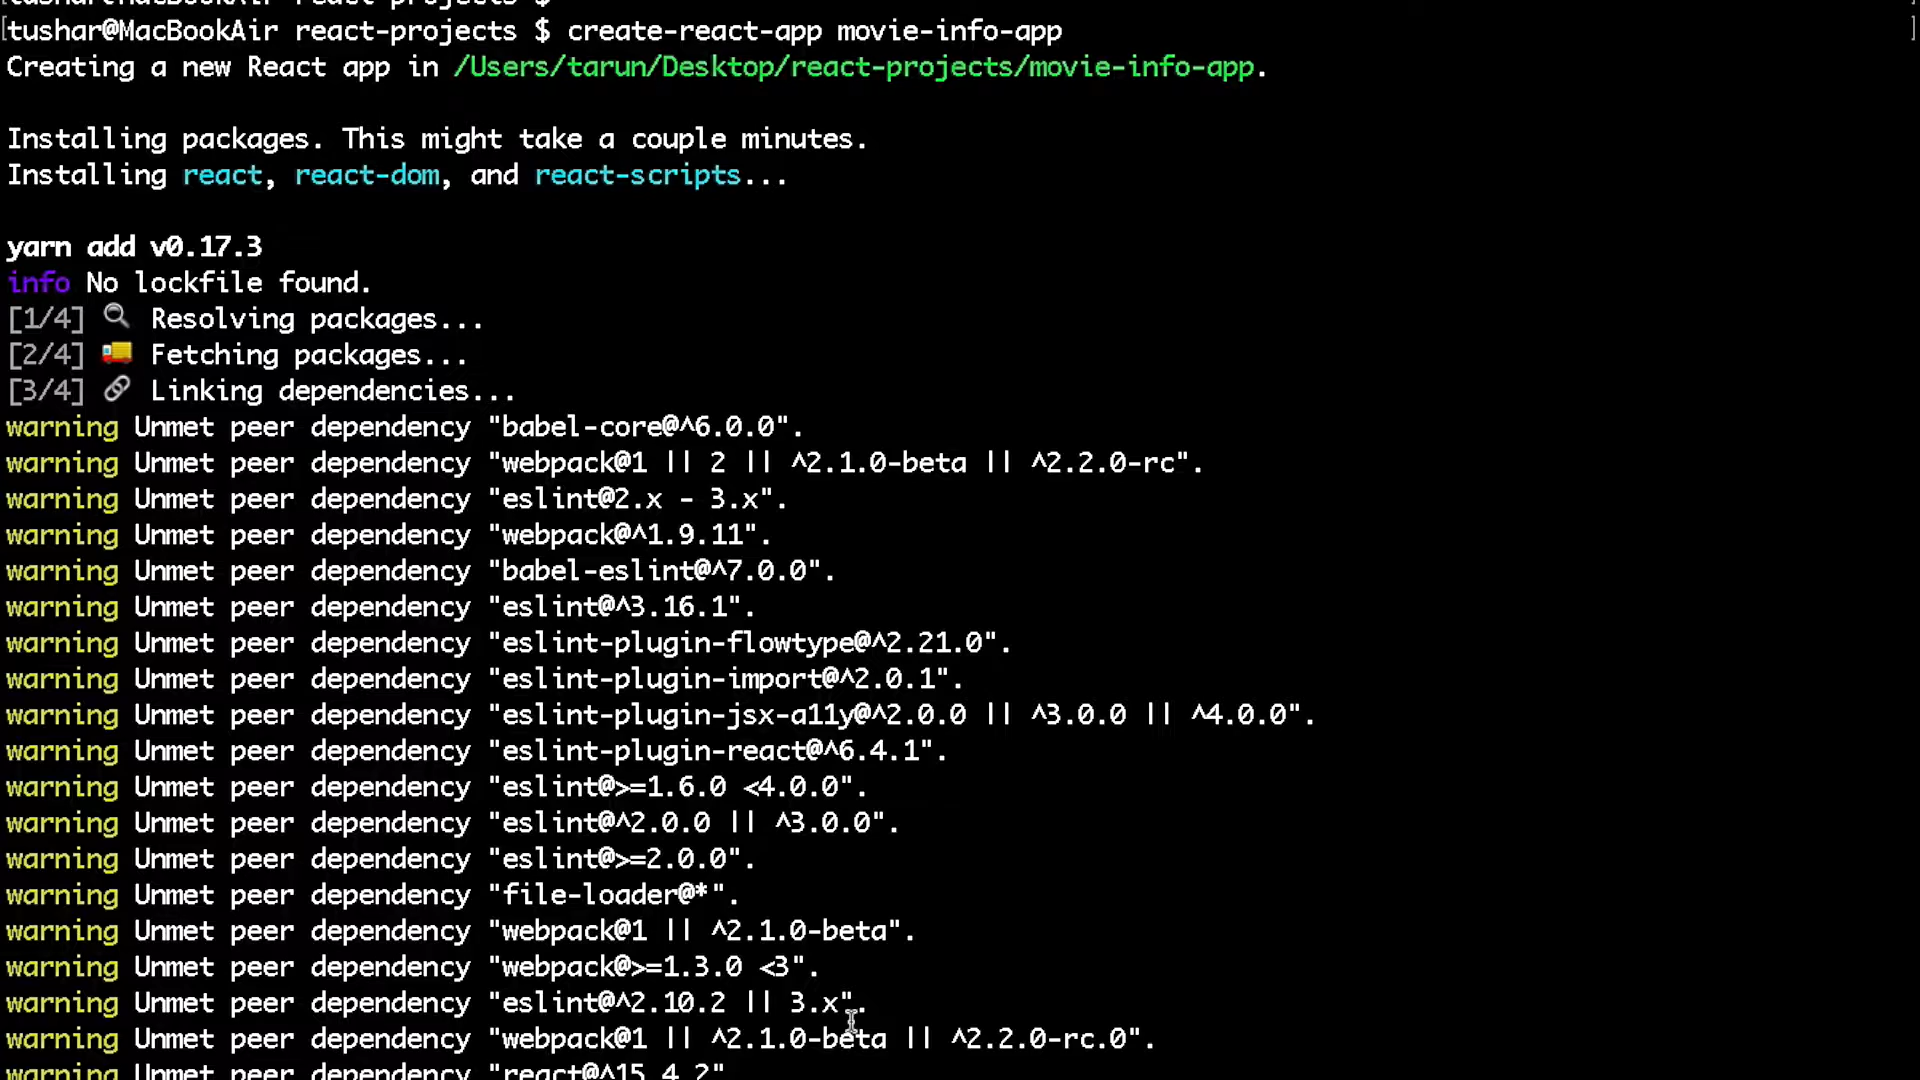 tushar@MacBookAir react-projects $
[tushar@MacBookAir react-projects $ create-react-app movie-info-app ]
Creating a new React app in /Users/tarun/Desktop/react-projects/movie-info-app.
Installing packages. This might take a couple minutes.
Installing react, react-dom, and react-scripts...
yarn add v0.17.3
info No lockfile found.
[1/4] 🔍 Resolving packages...
[2/4] 🚚 Fetching packages...
[3/4] 🔗 Linking dependencies...
warning Unmet peer dependency "babel-core@^6.0.0".
warning Unmet peer dependency "webpack@1 || 2 || ^2.1.0-beta || ^2.2.0-rc".
warning Unmet peer dependency "eslint@2.x - 3.x".
warning Unmet peer dependency "webpack@^1.9.11".
warning Unmet peer dependency "babel-eslint@^7.0.0".
warning Unmet peer dependency "eslint@^3.16.1".
warning Unmet peer dependency "eslint-plugin-flowtype@^2.21.0".
warning Unmet peer dependency "eslint-plugin-import@^2.0.1".
warning Unmet peer dependency "eslint-plugin-jsx-a11y@^2.0.0 || ^3.0.0 || ^4.0.0".
warning Unmet peer dependency "eslint-plugin-react@^6.4.1".
warning Unmet peer dependency "eslint@>=1.6.0 <4.0.0".
warning Unmet peer dependency "eslint@^2.0.0 || ^3.0.0".
warning Unmet peer dependency "eslint@>=2.0.0".
warning Unmet peer dependency "file-loader@*".
warning Unmet peer dependency "webpack@1 || ^2.1.0-beta".
warning Unmet peer dependency "webpack@>=1.3.0 <3".
warning Unmet peer dependency "eslint@^2.10.2 || 3.x".
warning Unmet peer dependency "webpack@1 || ^2.1.0-beta || ^2.2.0-rc.0".
warning Unmet peer dependency "react@^15.4.2"